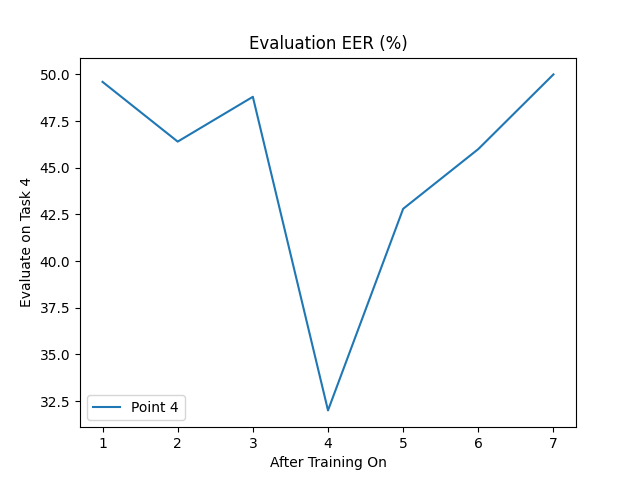 Evaluation EER (%)
50.0
47.5
45.0
42.5
40.0
37.5
35.0
32.5
Evaluate on Task 4
Point 4
1 2 3 4 5 6 7
After Training On